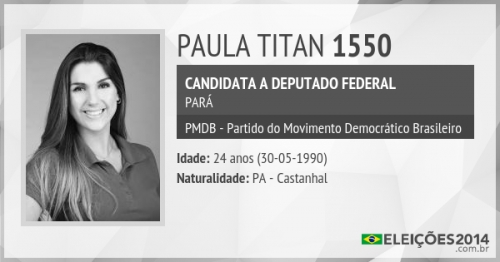 PAULA TITAN 1550
CANDIDATA A DEPUTADO FEDERAL
PARÁ
PMDB - Partido do Movimento Democrático Brasileiro
Idade: 24 anos (30-05-1990)
Naturalidade: PA - Castanhal
ELEIÇÕES2014
.com.br